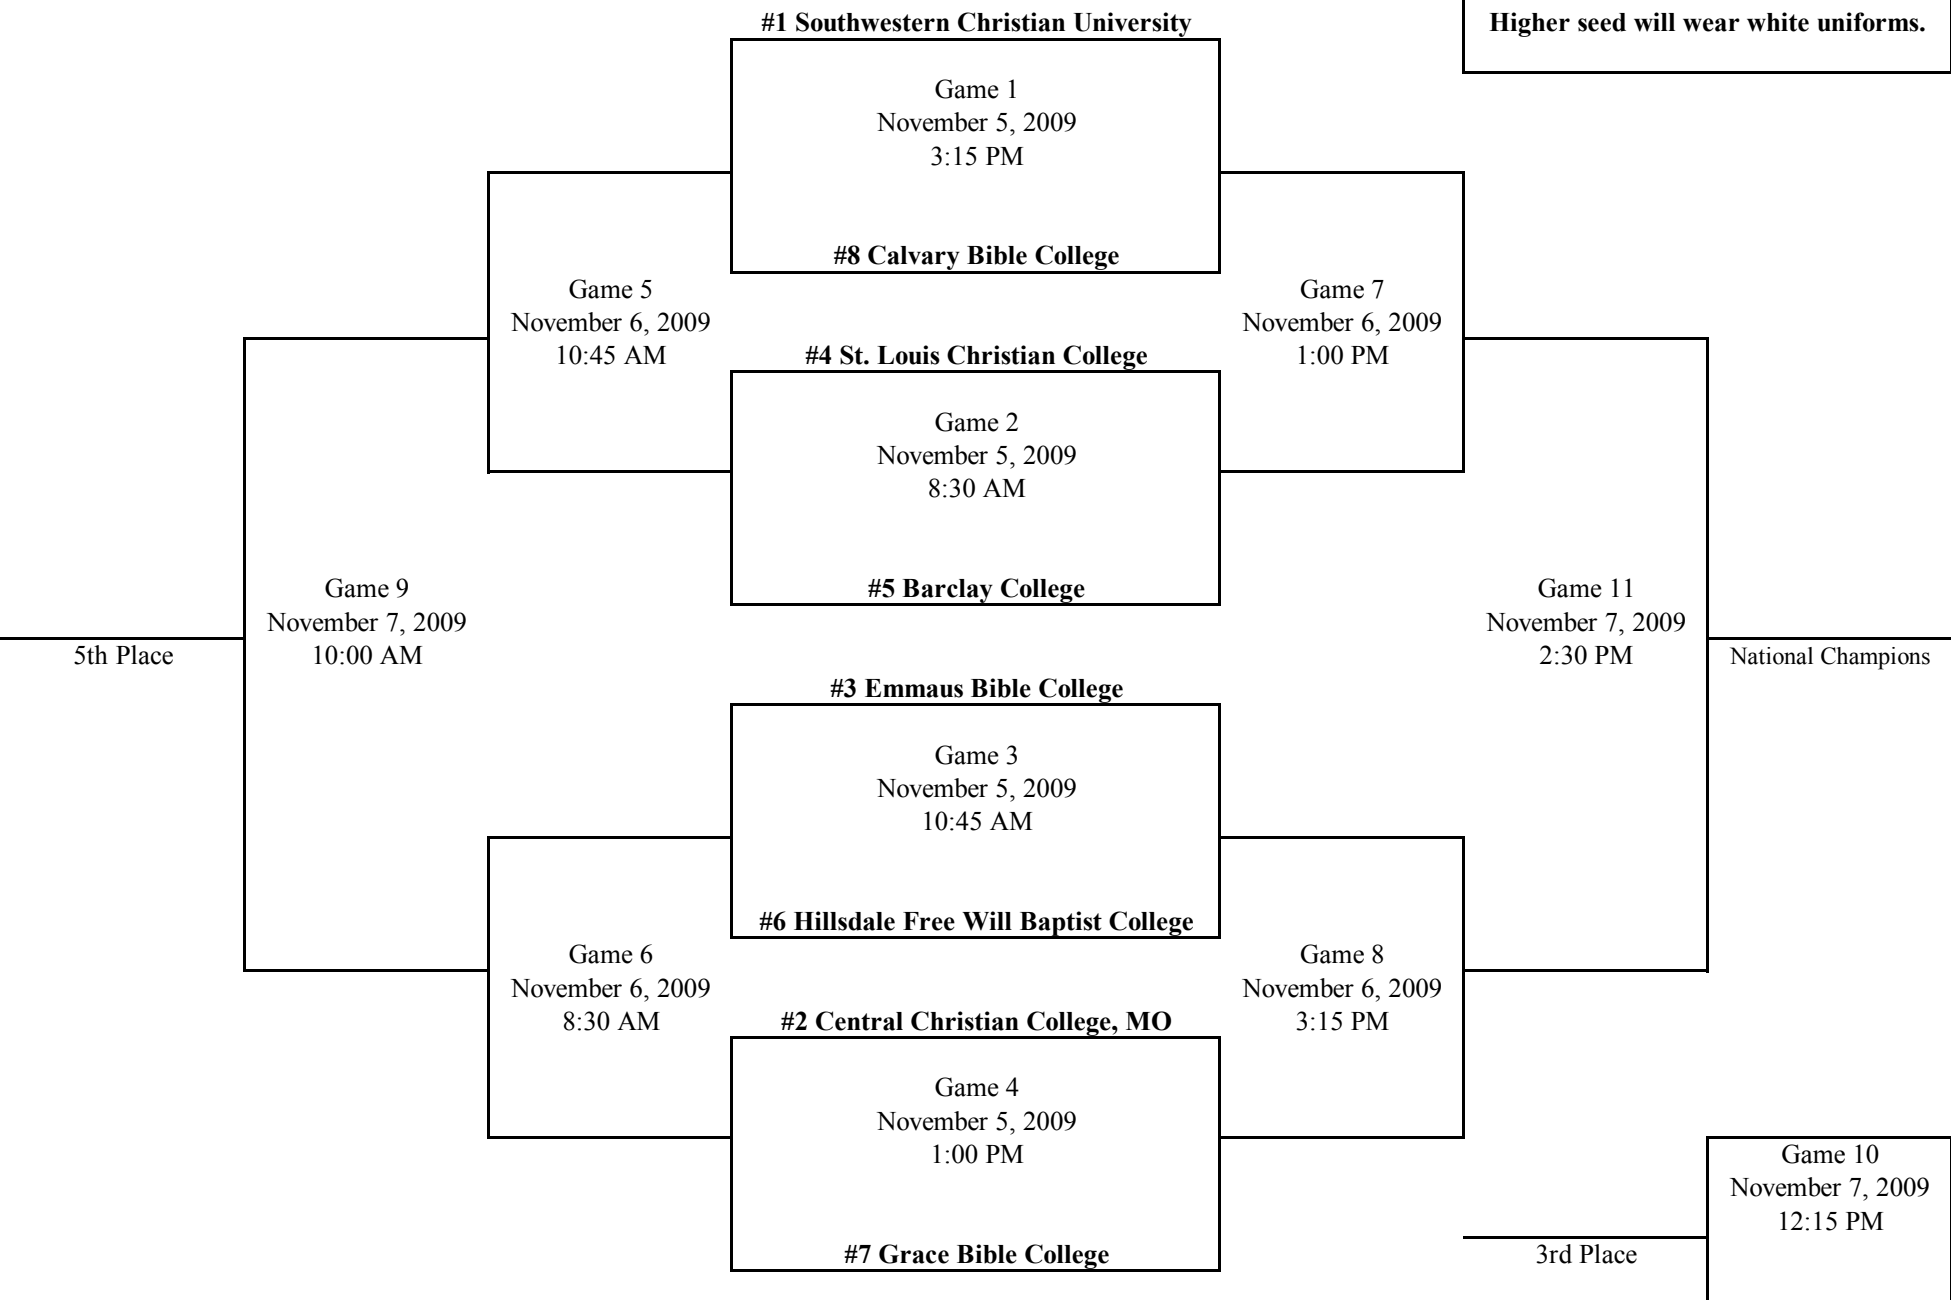 #1 Southwestern Christian University
Higher seed will wear white uniforms.
Game 1
November 5, 2009
3:15 PM
#8 Calvary Bible College
Game 5
November 6, 2009
10:45 AM
Game 7
November 6, 2009
1:00 PM
#4 St. Louis Christian College
Game 2
November 5, 2009
8:30 AM
#5 Barclay College
Game 9
November 7, 2009
10:00 AM
5th Place
Game 11
November 7, 2009
2:30 PM
National Champions
#3 Emmaus Bible College
Game 3
November 5, 2009
10:45 AM
#6 Hillsdale Free Will Baptist College
Game 6
November 6, 2009
8:30 AM
Game 8
November 6, 2009
3:15 PM
#2 Central Christian College, MO
Game 4
November 5, 2009
1:00 PM
#7 Grace Bible College
Game 10
November 7, 2009
12:15 PM
3rd Place